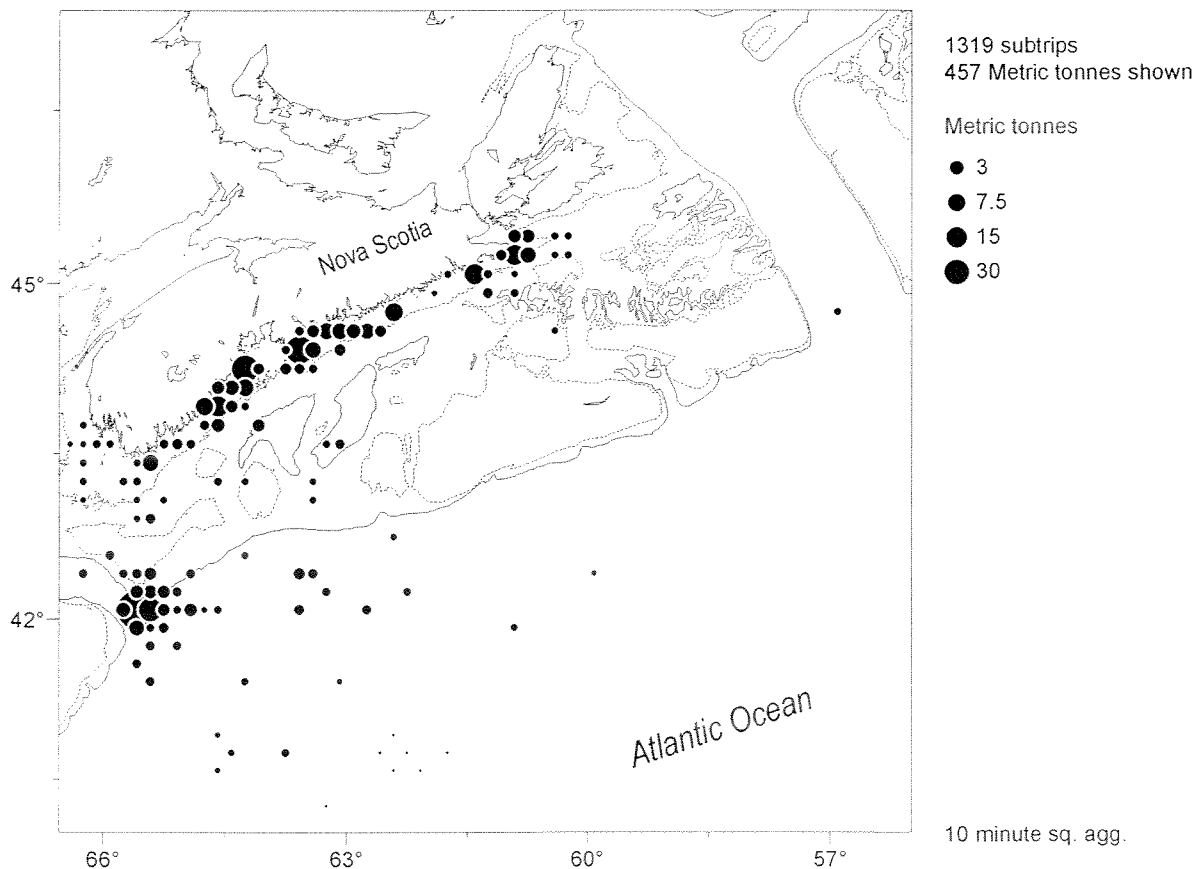 1319 subtrips
457 Metric tonnes shown
Metric tonnes
3
7.5
15
30
Nova Scotia
45°
42°
Atlantic Ocean
10 minute sq. agg.
66° 63° 60° 57°